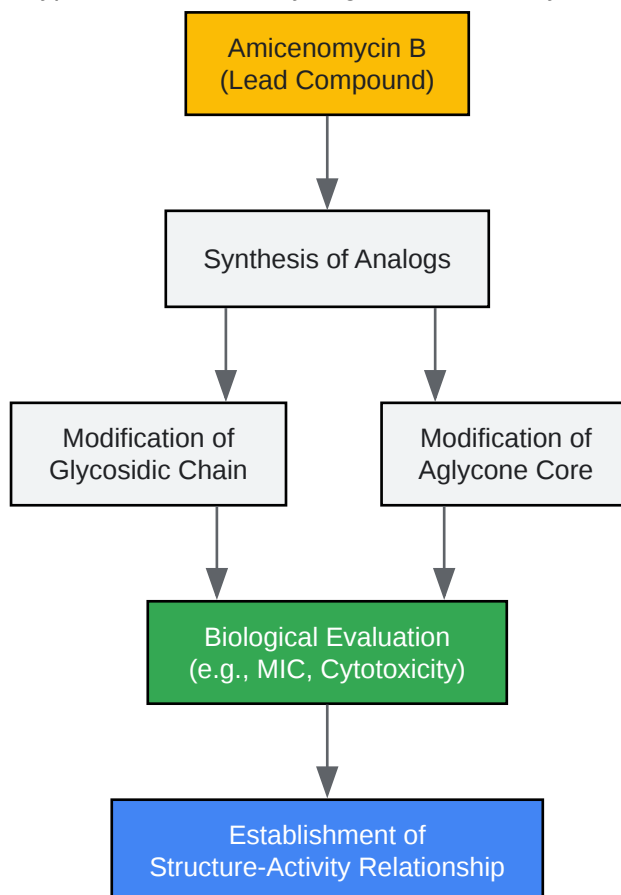 Amicenomycin B
(Lead Compound)
Synthesis of Analogs
Modification of
Glycosidic Chain
Modification of
Aglycone Core
Biological Evaluation
(e.g., MIC, Cytotoxicity)
Establishment of
Structure-Activity Relationship